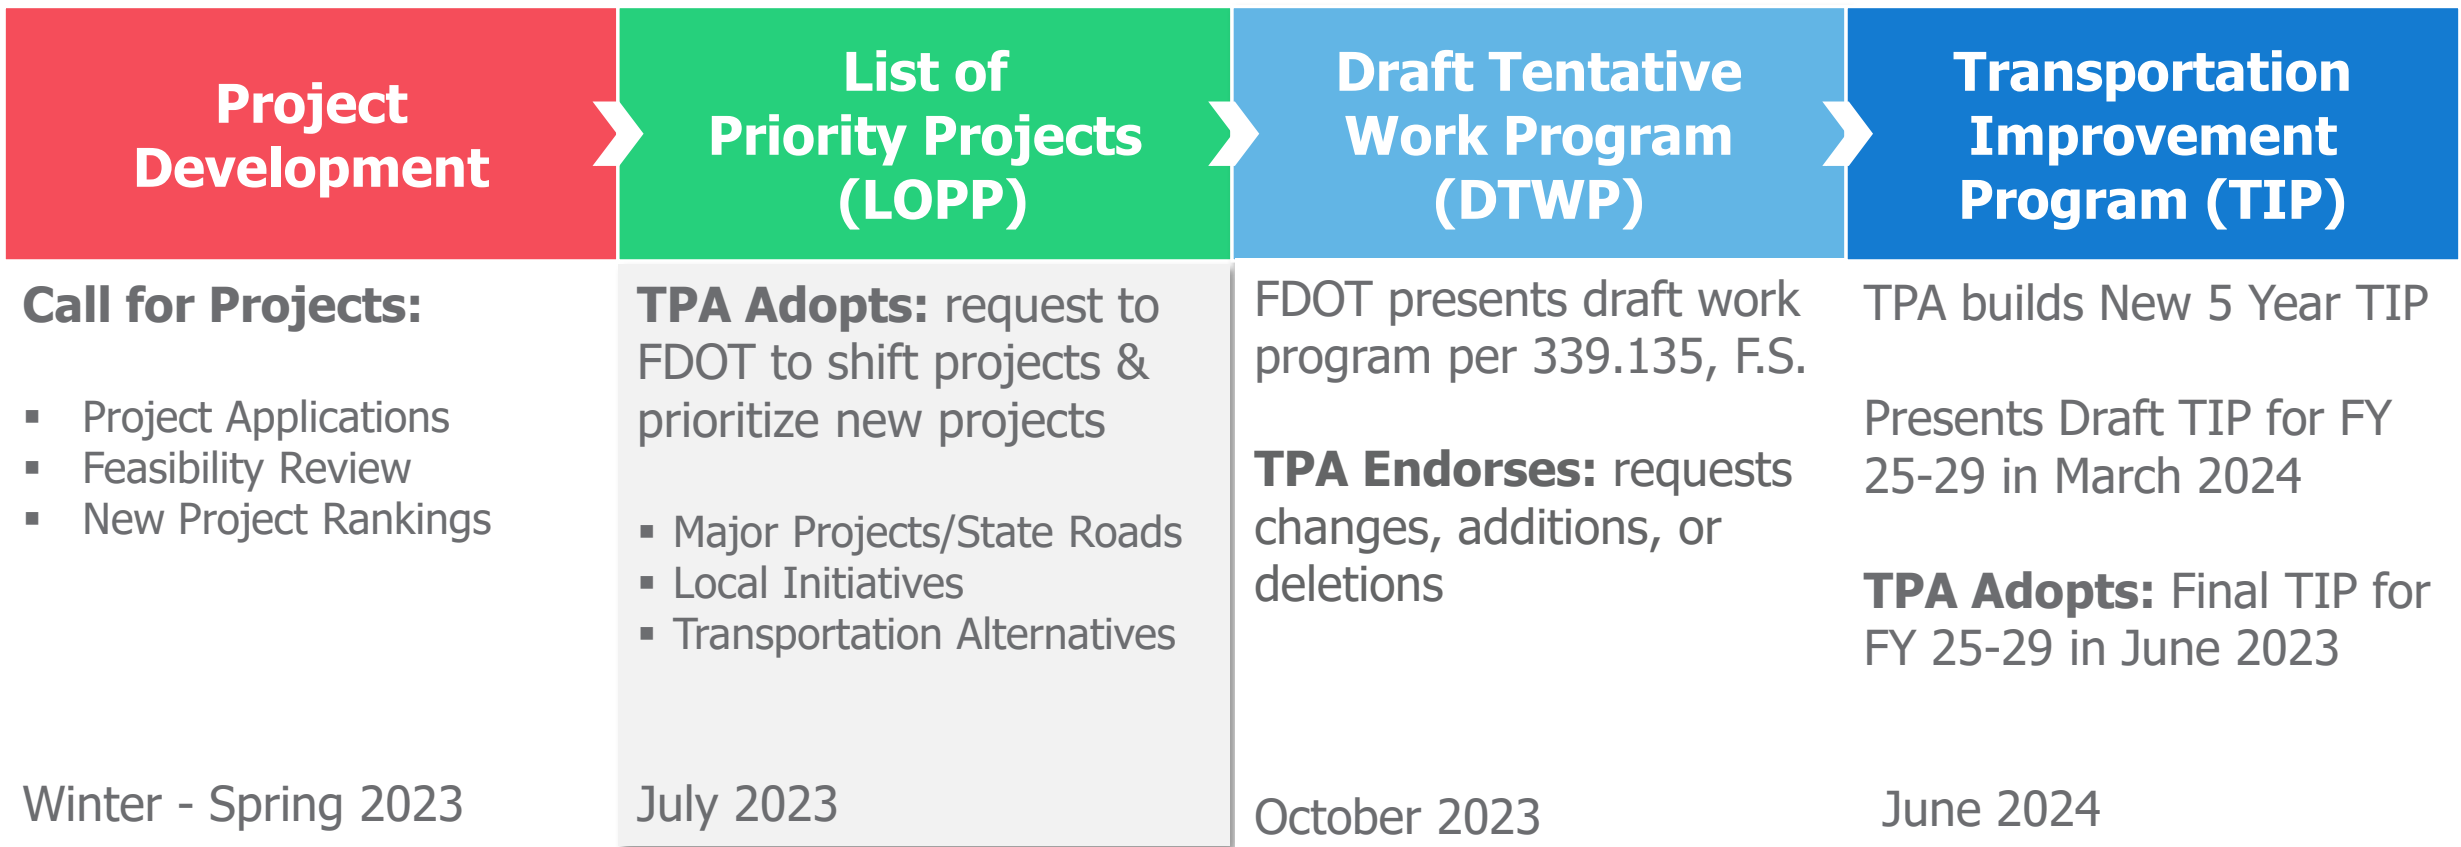 Project
Development
List of
Priority Projects
(LOPP)
Draft Tentative
Work Program
(DTWP)
Transportation
Improvement
Program (TIP)
Call for Projects:
▪ Project Applications
▪ Feasibility Review
▪ New Project Rankings
Winter - Spring 2023
TPA Adopts: request to
FDOT to shift projects &
prioritize new projects
▪ Major Projects/State Roads
▪ Local Initiatives
▪ Transportation Alternatives
July 2023
FDOT presents draft work
program per 339.135, F.S.
TPA Endorses: requests
changes, additions, or
deletions
October 2023
TPA builds New 5 Year TIP
Presents Draft TIP for FY
25-29 in March 2024
TPA Adopts: Final TIP for
FY 25-29 in June 2023
June 2024